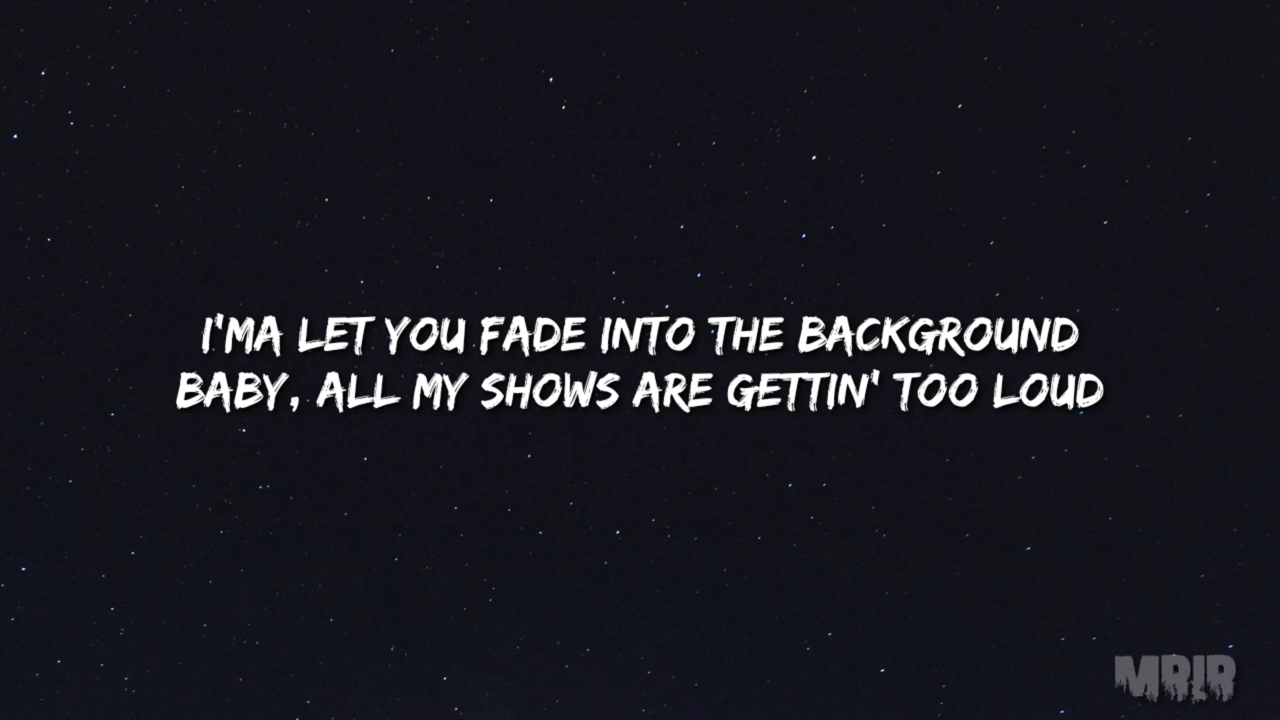 I'MA LET YOU FADE INTO THE BACKGROUND
BABY, ALL MY SHOWS ARE GETTIN' TOO LOUD
MRLR